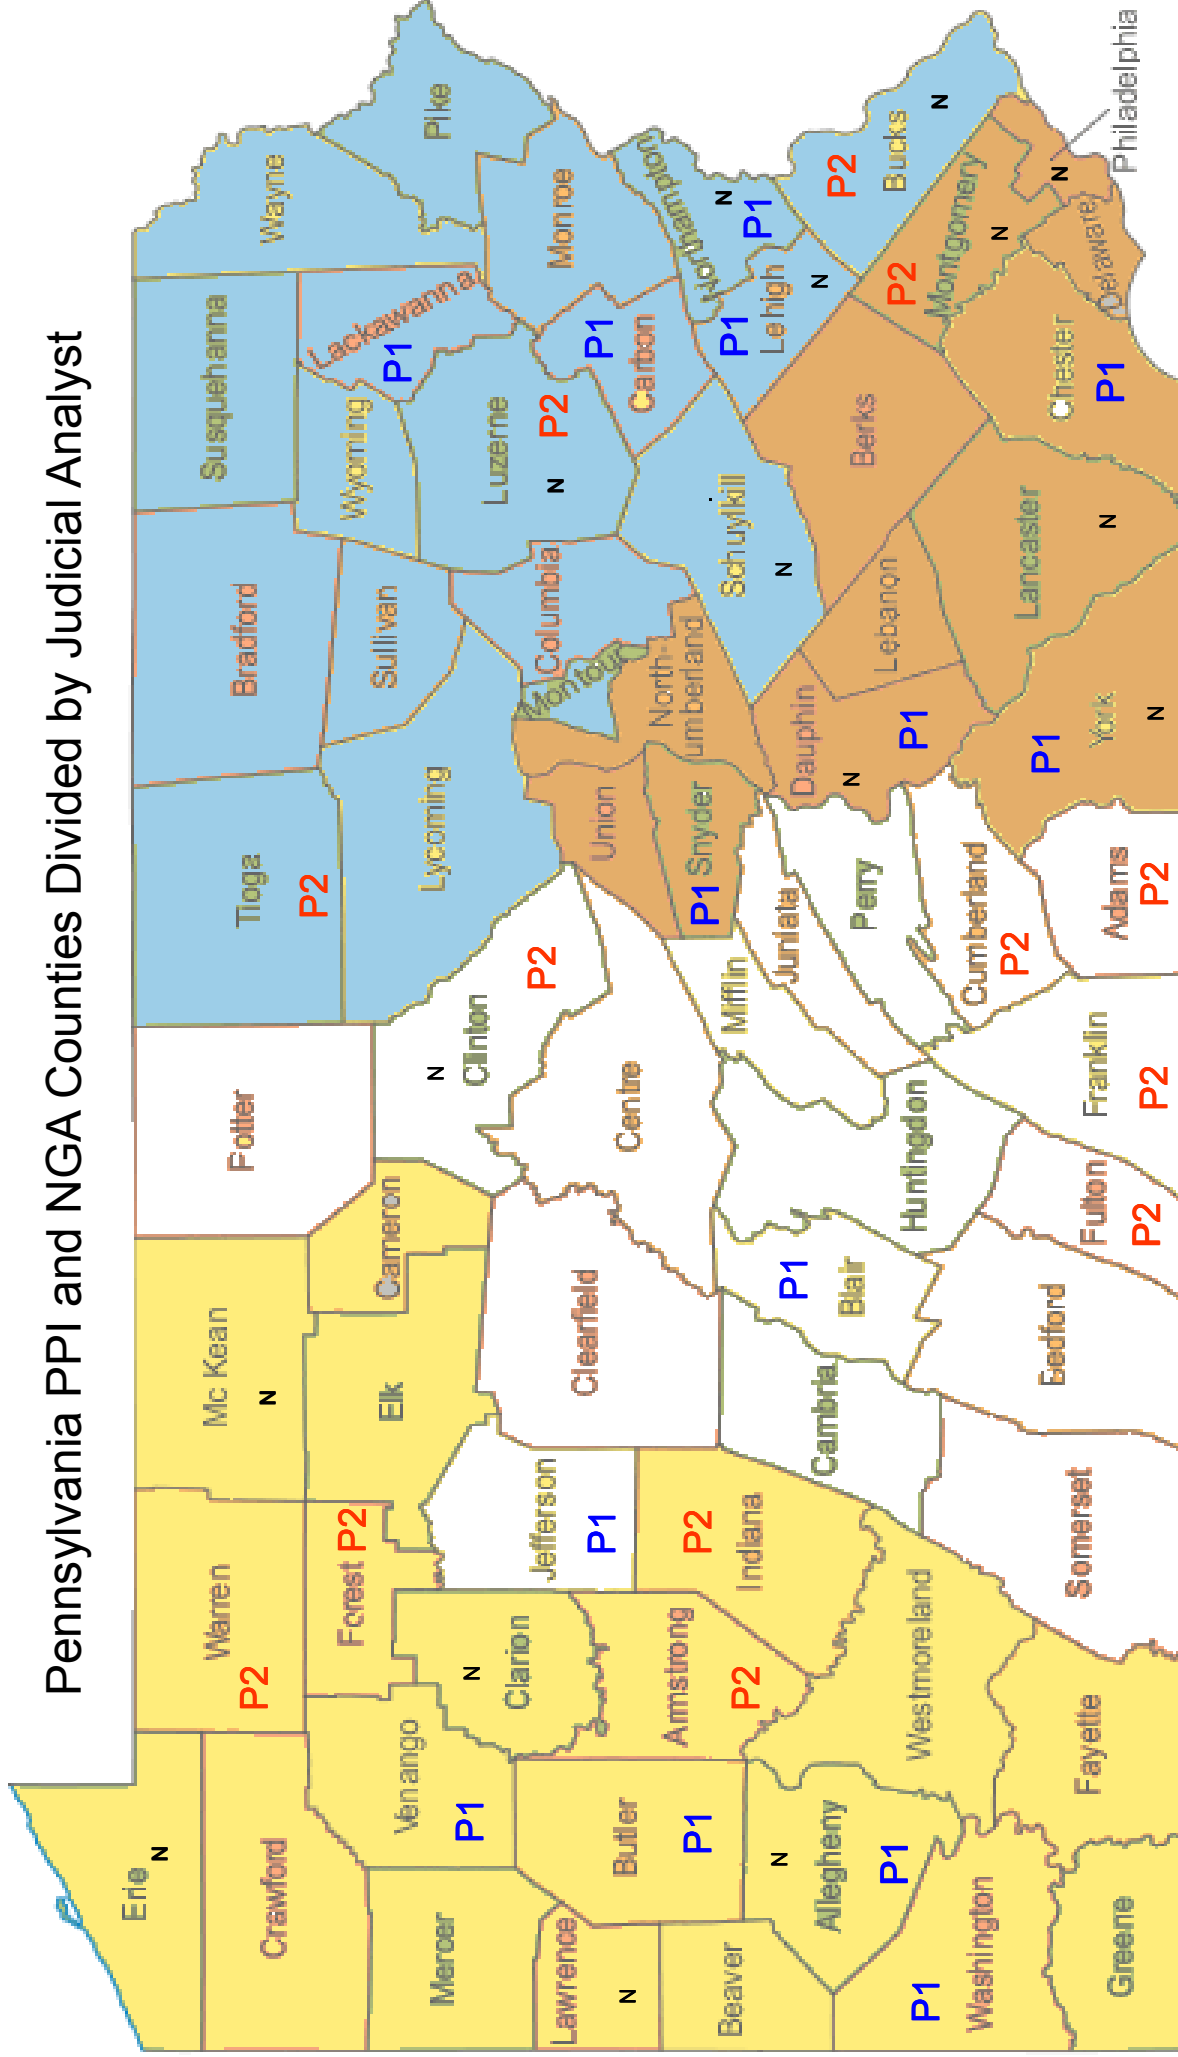 Pennsylvania PPI and NGA Counties Divided by Judicial Analyst
Erie
N
Crawford
Warren
P2
Mc Kean
N
Potter
Tioga
P2
Bradford
Susquehanna
Wayne
Mercer
Venango
P1
Forest P2
Elk
Cameron
Clinton
N
P2
Lycoming
Sullivan
Wyoming
Lackawanna
P1
Pike
Lawrence
N
Butler
P1
Clarion
N
Jefferson
P1
Clearfield
Centre
Union
Montour
Columbia
Luzerne
N
P2
Monroe
Carbon
P1
Beaver
Armstrong
P2
Indiana
P2
Mifflin
Snyder
P1
North-
umberland
Schuylkill
N
Lehigh
P1
N
Northampton
N
P1
Allegheny
N
P1
Westmoreland
Cambria
Blair
P1
Huntingdon
Juniata
Perry
Dauphin
N
P1
Lebanon
Berks
Montgomery
P2
N
Bucks
P2
N
Washington
P1
Greene
Fayette
Somerset
Bedford
Fulton
P2
Franklin
P2
Cumberland
P2
Adams
P2
York
P1
N
Lancaster
N
Chester
P1
Delaware
N
Philadelphia